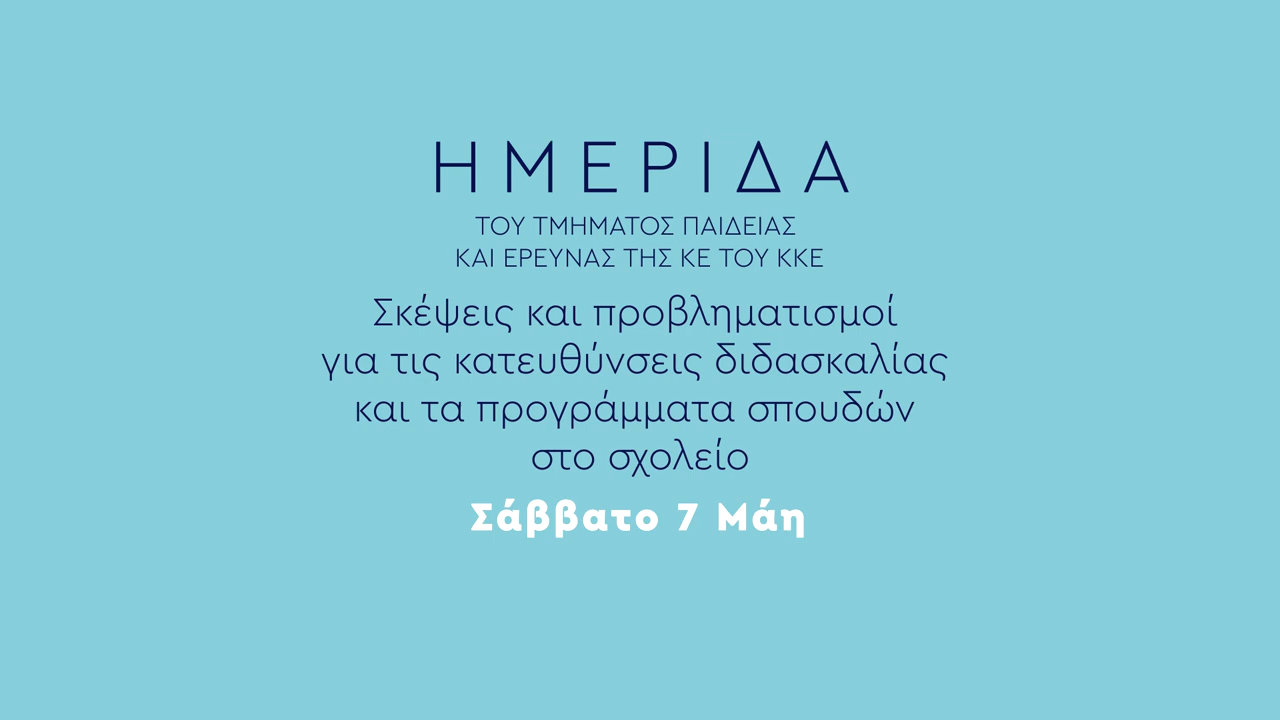 ΗΜΕΡΙΔΑ
ΤΟΥ ΤΜΗΜΑΤΟΣ ΠΑΙΔΕΙΑΣ
ΚΑΙ ΕΡΕΥΝΑΣ ΤΗΣ ΚΕ ΤΟΥ ΚΚΕ
Σκέψεις και προβληματισμοί
για τις κατευθύνσεις διδασκαλίας
και τα προγράμματα σπουδών
στο σχολείο
Σάββατο 7 Μάη